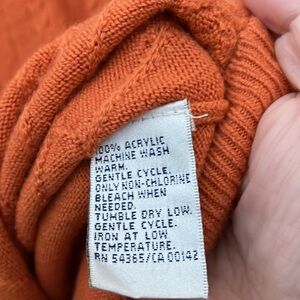 100% ACRYLIC
MACHINE WASH
WARM.
GENTLE CYCLE.
ONLY NON-CHLORINE
BLEACH WHEN
NEEDED.
TUMBLE DRY LOW.
GENTLE CYCLE.
IRON AT LOW
TEMPERATURE.
RN 54365/CA 00142